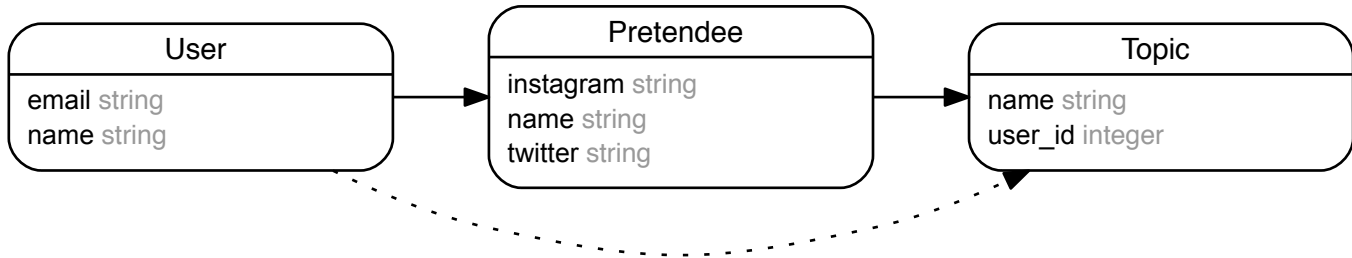 User
email string
name string
Pretendee
instagram string
name string
twitter string
Topic
name string
user_id integer